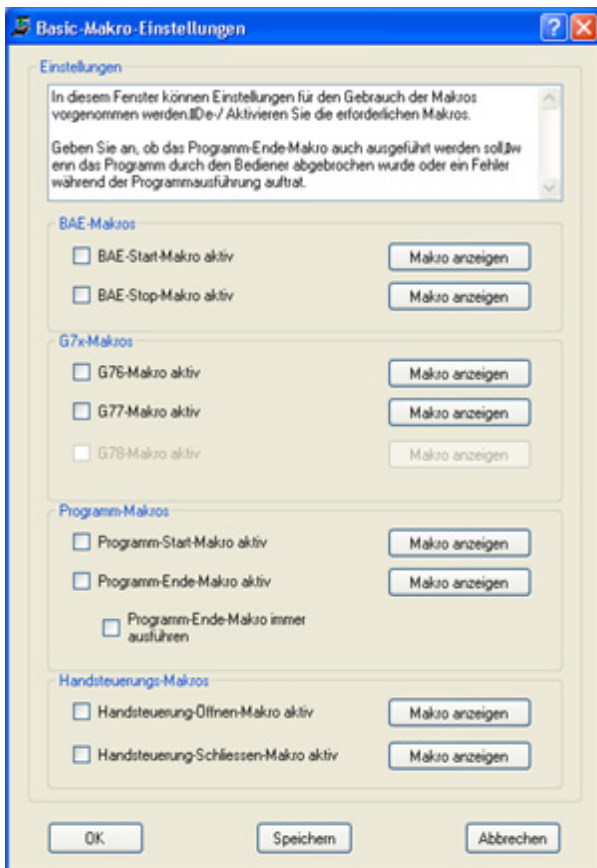 Basic-Makro-Einstellungen
Einstellungen
In diesem Fenster können Einstellungen für den Gebrauch der Makros
vorgenommen werden.▯De-/ Aktivieren Sie die erforderlichen Makros.
Geben Sie an, ob das Programm-Ende-Makro auch ausgeführt werden soll,▯w
enn das Programm durch den Bediener abgebrochen wurde oder ein Fehler
während der Programmausführung auftrat.
BAE-Makros
BAE-Start-Makro aktiv Makro anzeigen
BAE-Stop-Makro aktiv Makro anzeigen
G7x-Makros
G76-Makro aktiv Makro anzeigen
G77-Makro aktiv Makro anzeigen
G78-Makro aktiv Makro anzeigen
Programm-Makros
Programm-Start-Makro aktiv Makro anzeigen
Programm-Ende-Makro aktiv Makro anzeigen
Programm-Ende-Makro immer
ausführen
Handsteuerungs-Makros
Handsteuerung-Öffnen-Makro aktiv Makro anzeigen
Handsteuerung-Schliessen-Makro aktiv Makro anzeigen
OK Speichern Abbrechen